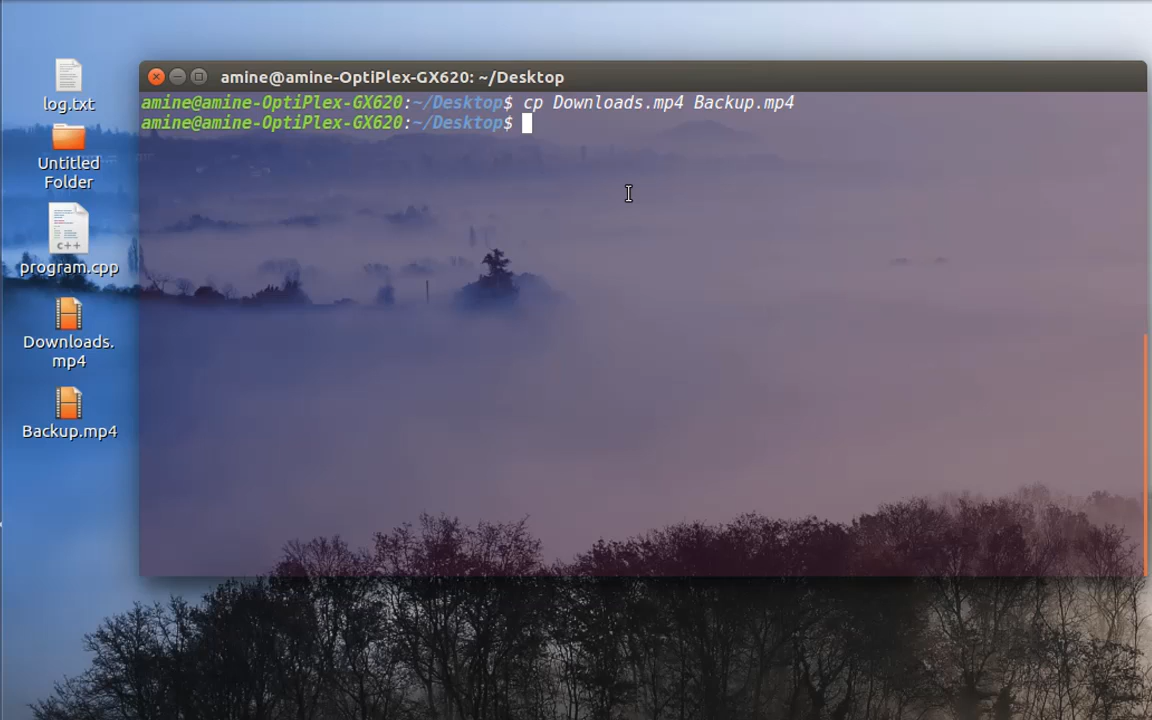 amine@amine-OptiPlex-GX620: ~/Desktop
amine@amine-OptiPlex-GX620:~/Desktop$ cp Downloads.mp4 Backup.mp4
amine@amine-OptiPlex-GX620:~/Desktop$
log.txt
Untitled
Folder
c++
program.cpp
Downloads.
mp4
Backup.mp4